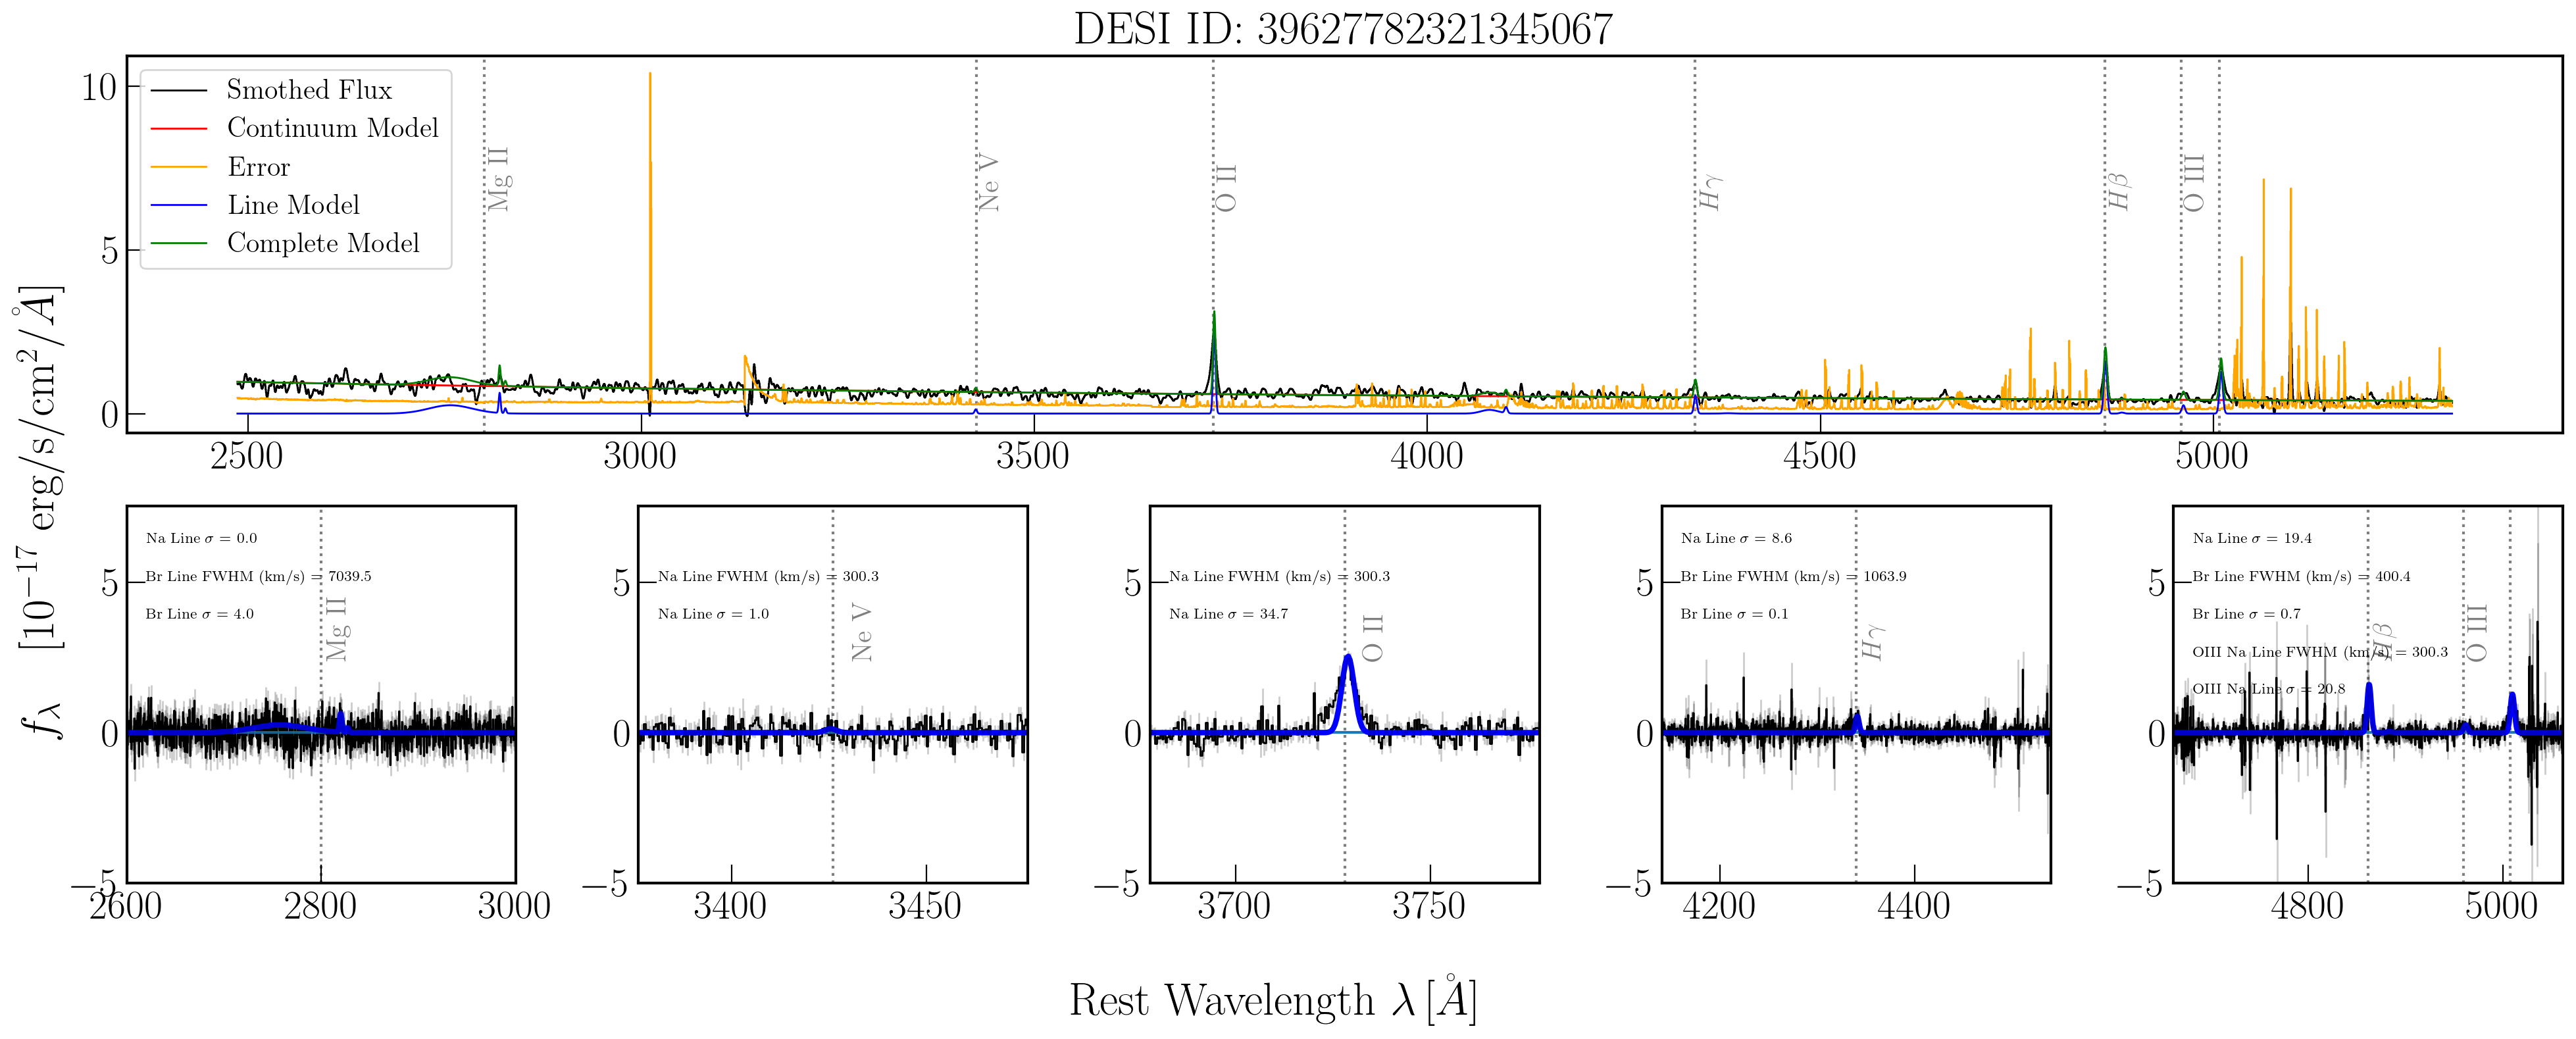 DESI ID: 39627782321345067
Smothed Flux
Continuum Model
Error
Line Model
Complete Model
Mg II
Ne V
O II
Hγ
Hβ
O III
10
5
0
2500
3000
3500
4000
4500
5000
f_λ [10^{-17} erg/s/cm^2/Å]
Na Line σ = 0.0
Br Line FWHM (km/s) = 7039.5
Br Line σ = 4.0
Mg II
5
0
−5
2600
2800
3000
Na Line FWHM (km/s) = 300.3
Na Line σ = 1.0
Ne V
5
0
−5
3400
3450
Na Line FWHM (km/s) = 300.3
Na Line σ = 34.7
O II
5
0
−5
3700
3750
Na Line σ = 8.6
Br Line FWHM (km/s) = 1063.9
Br Line σ = 0.1
Hγ
5
0
−5
4200
4400
Na Line σ = 19.4
Br Line FWHM (km/s) = 400.4
Br Line σ = 0.7
OIII Na Line FWHM (km/s) = 300.3
OIII Na Line σ = 20.8
Hβ
O III
5
0
−5
4800
5000
Rest Wavelength λ [Å]